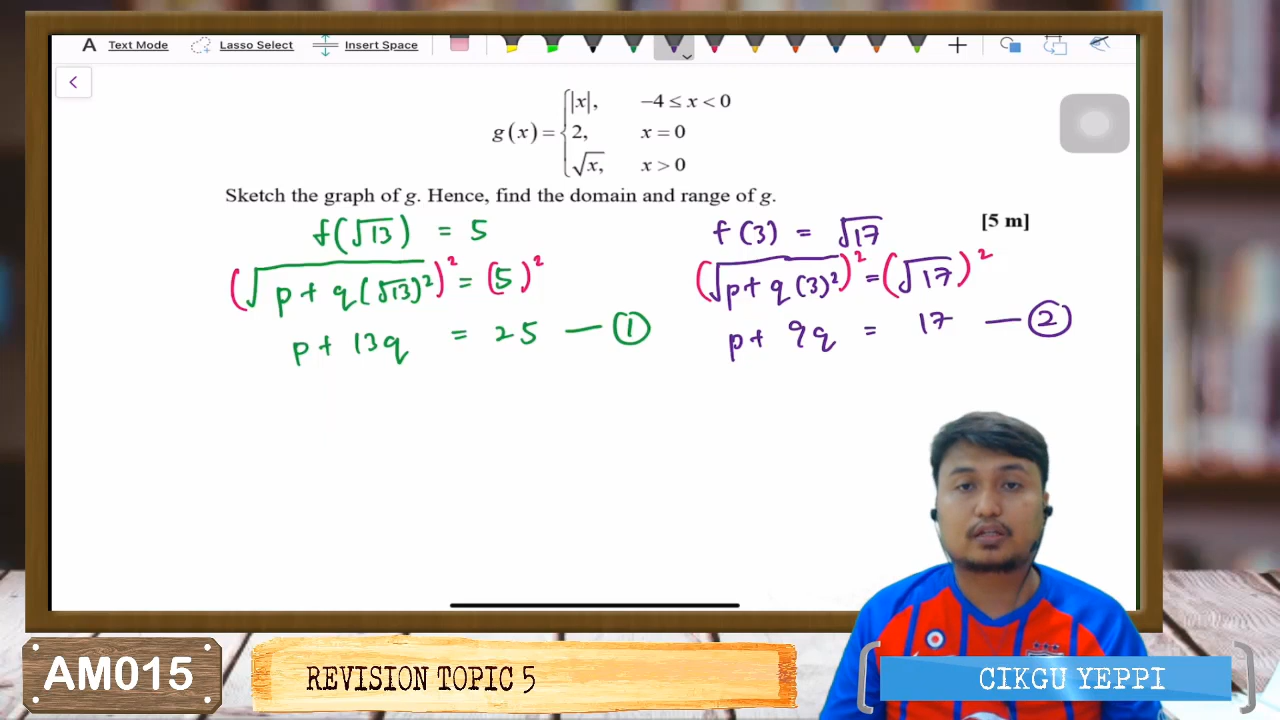 A Text Mode Lasso Select Insert Space
g(x) = { |x|, −4 ≤ x < 0
2, x = 0
√x, x > 0
Sketch the graph of g. Hence, find the domain and range of g.
[5 m]
f(√13) = 5
(√(p + q(√13)²))² = (5)²
p + 13q = 25 — ①
f(3) = √17
(√(p + q(3)²))² = (√17)²
p + 9q = 17 — ②
AM015
REVISION TOPIC 5
CIKGU YEPPI